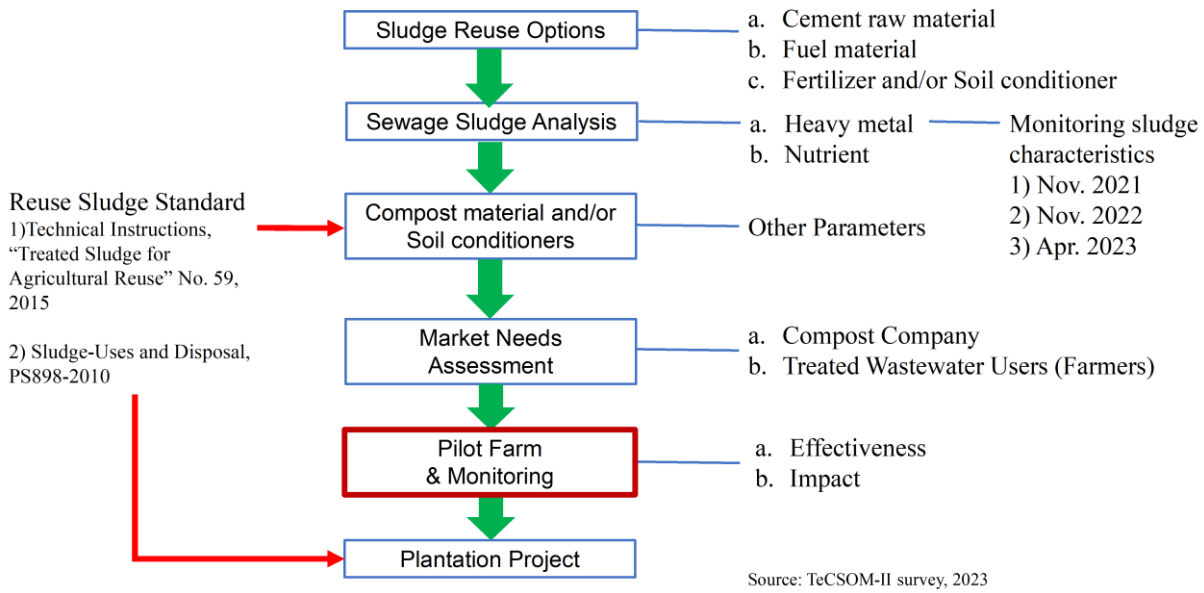 Sludge Reuse Options
a. Cement raw material
b. Fuel material
c. Fertilizer and/or Soil conditioner
Sewage Sludge Analysis
a. Heavy metal
b. Nutrient
Monitoring sludge
characteristics
1) Nov. 2021
2) Nov. 2022
3) Apr. 2023
Reuse Sludge Standard
1)Technical Instructions,
“Treated Sludge for
Agricultural Reuse” No. 59,
2015
2) Sludge-Uses and Disposal,
PS898-2010
Compost material and/or
Soil conditioners
Other Parameters
Market Needs
Assessment
a. Compost Company
b. Treated Wastewater Users (Farmers)
Pilot Farm
& Monitoring
a. Effectiveness
b. Impact
Plantation Project
Source: TeCSOM-II survey, 2023